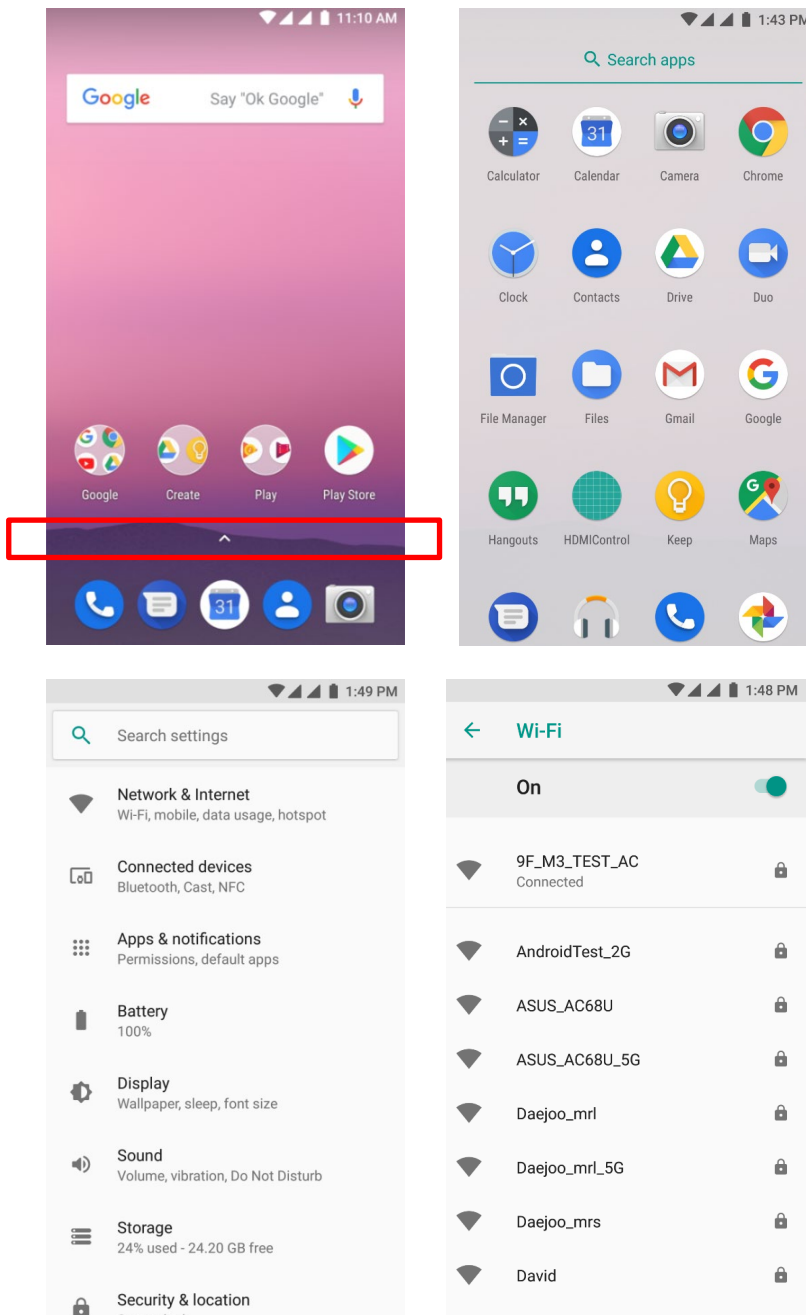 11:10 AM
Google Say "Ok Google"
31
Google Create Play Play Store
31
1:43 PM
Search apps
31
Calculator Calendar Camera Chrome
Clock Contacts Drive Duo
File Manager Files Gmail Google
G
Hangouts HDMIControl Keep Maps
1:49 PM
Search settings
Network & Internet
Wi-Fi, mobile, data usage, hotspot
Connected devices
Bluetooth, Cast, NFC
Apps & notifications
Permissions, default apps
Battery
100%
Display
Wallpaper, sleep, font size
Sound
Volume, vibration, Do Not Disturb
Storage
24% used - 24.20 GB free
Security & location
1:48 PM
Wi-Fi
On
9F_M3_TEST_AC
Connected
AndroidTest_2G
ASUS_AC68U
ASUS_AC68U_5G
Daejoo_mrl
Daejoo_mrl_5G
Daejoo_mrs
David